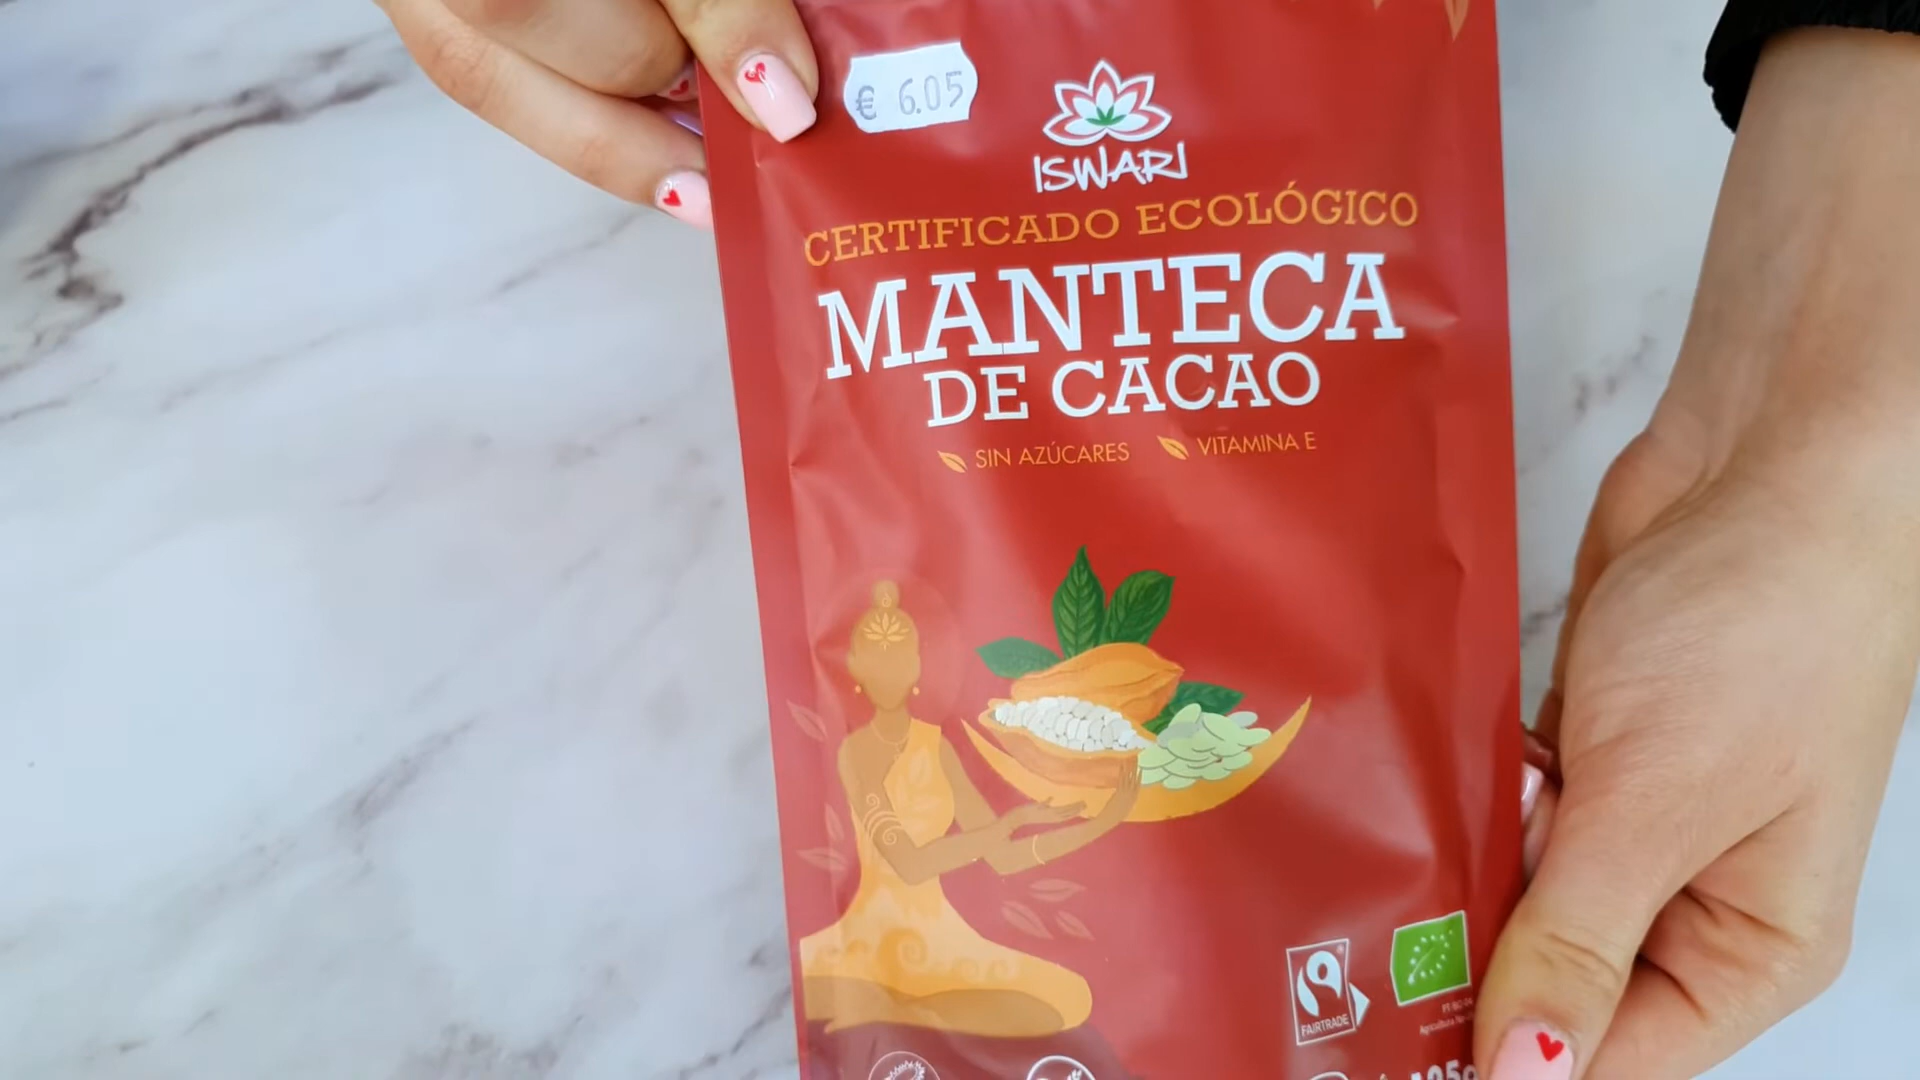 € 6.05
ISWARI
CERTIFICADO ECOLÓGICO
MANTECA
DE CACAO
SIN AZÚCARES VITAMINA E
FAIRTRADE